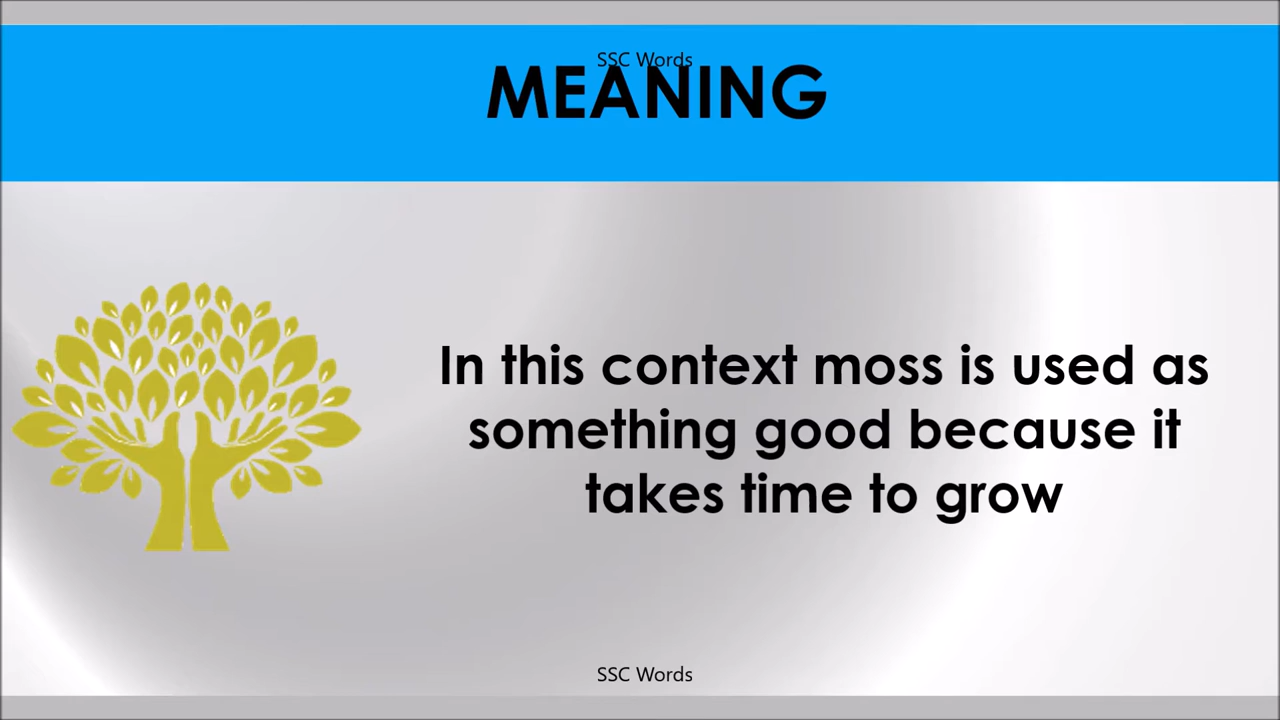 SSC Words
MEANING
In this context moss is used as
something good because it
takes time to grow
SSC Words